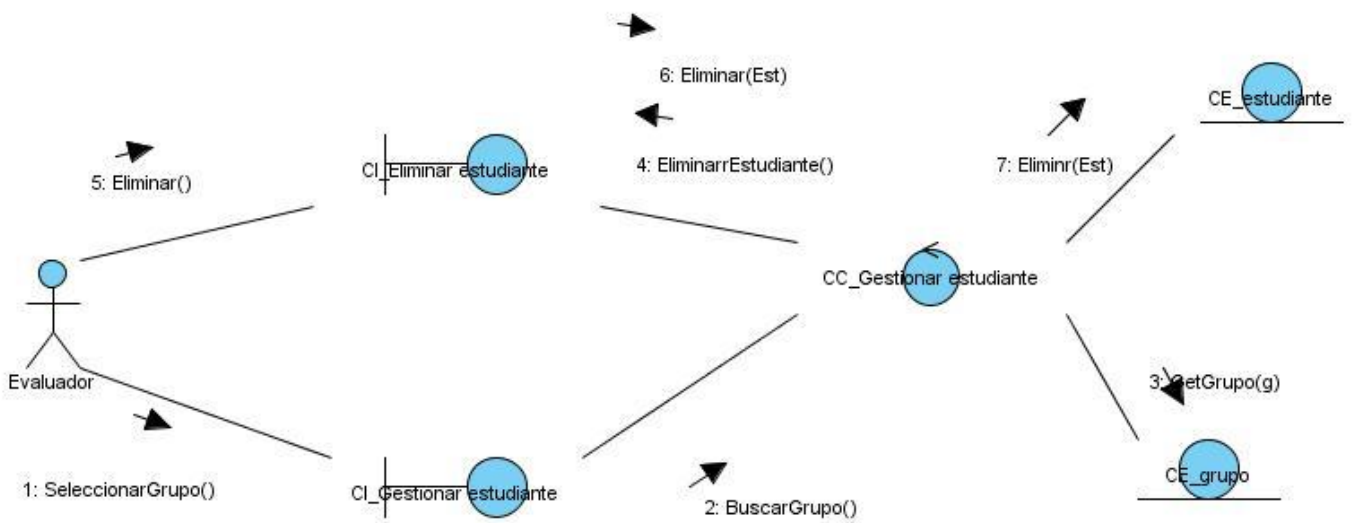 6: Eliminar(Est)
CE_estudiante
CI_Eliminar estudiante
4: EliminarrEstudiante()
7: Eliminr(Est)
5: Eliminar()
CC_Gestionar estudiante
Evaluador
3: GetGrupo(g)
1: SeleccionarGrupo()
CI_Gestionar estudiante
CE_grupo
2: BuscarGrupo()